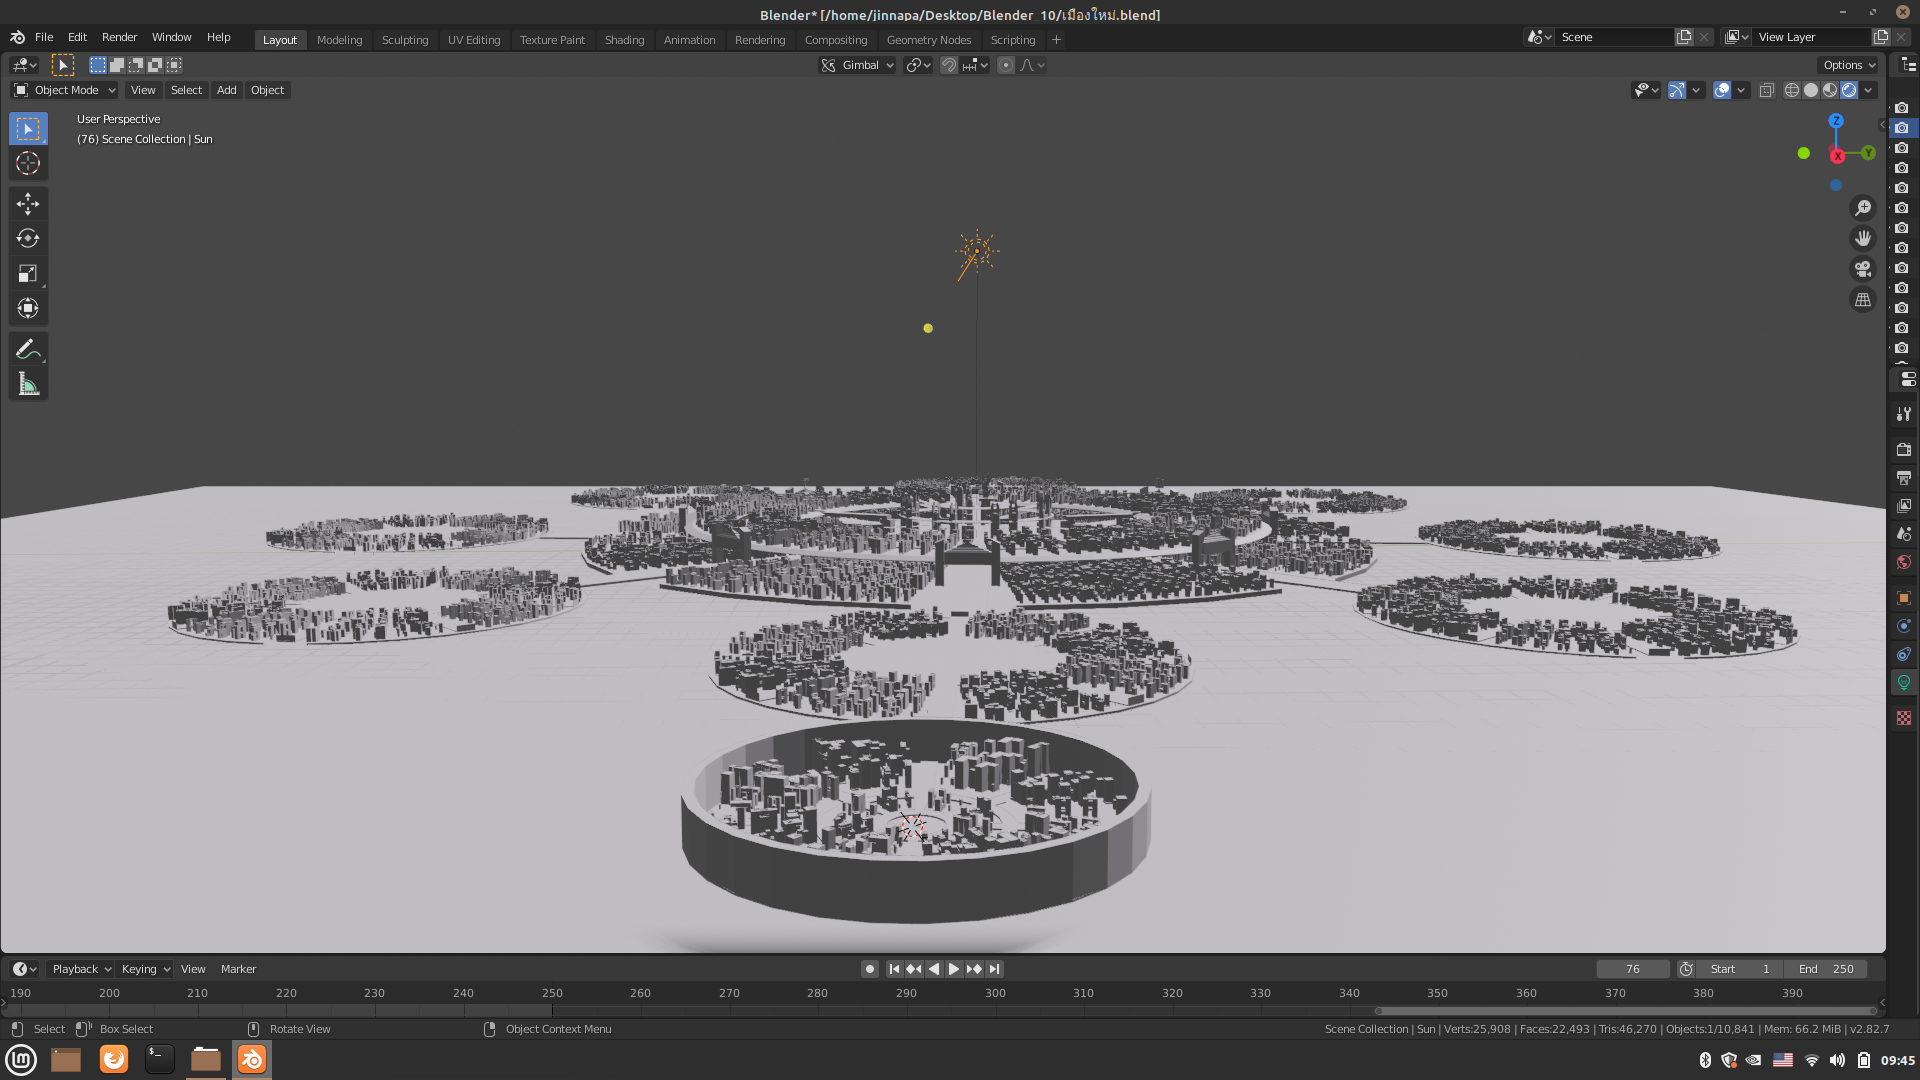 Blender* [/home/jinnapa/Desktop/Blender_10/เมืองใหม่.blend]
File Edit Render Window Help Layout Modeling Sculpting UV Editing Texture Paint Shading Animation Rendering Compositing Geometry Nodes Scripting + Scene View Layer
Gimbal Options
Object Mode View Select Add Object
User Perspective
(76) Scene Collection | Sun
Z
X Y
Playback Keying View Marker 76 Start 1 End 250
190 200 210 220 230 240 250 260 270 280 290 300 310 320 330 340 350 360 370 380 390
Select Box Select Rotate View Object Context Menu Scene Collection | Sun | Verts:25,908 | Faces:22,493 | Tris:46,270 | Objects:1/10,841 | Mem: 66.2 MiB | v2.82.7
09:45